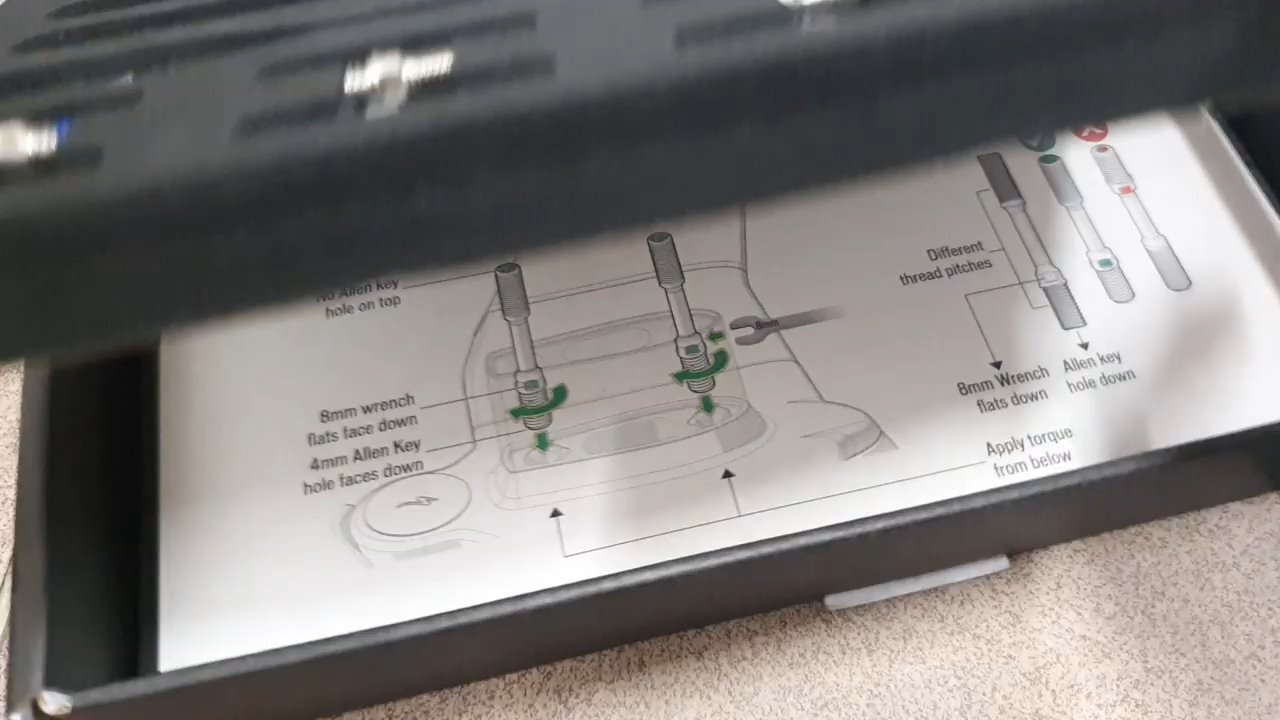 No Allen Key
hole on top
8mm wrench
flats face down
4mm Allen Key
hole faces down
8mm
Different
thread pitches
8mm Wrench
flats down
Allen key
hole down
Apply torque
from below